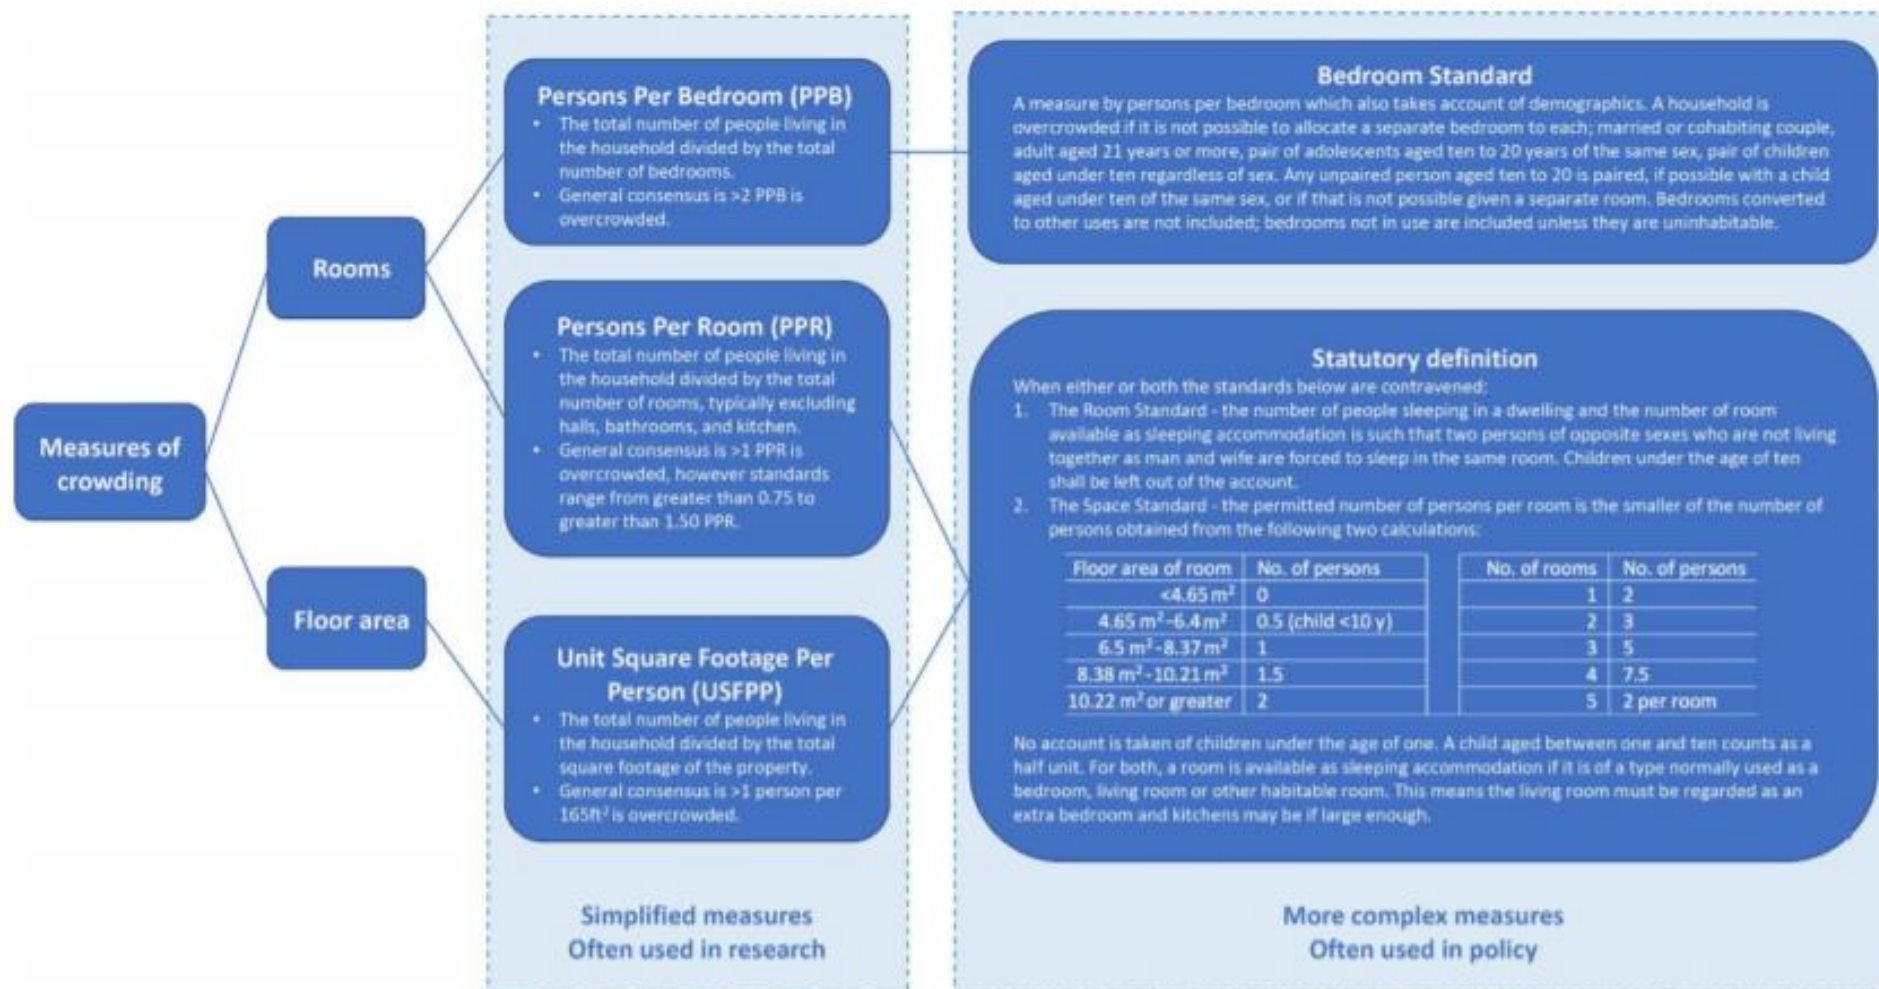 Measures of
crowding
Rooms
Floor area
Persons Per Bedroom (PPB)
• The total number of people living in
the household divided by the total
number of bedrooms.
• General consensus is >2 PPB is
overcrowded.
Persons Per Room (PPR)
• The total number of people living in
the household divided by the total
number of rooms, typically excluding
halls, bathrooms, and kitchen.
• General consensus is >1 PPR is
overcrowded, however standards
range from greater than 0.75 to
greater than 1.50 PPR.
Unit Square Footage Per
Person (USFPP)
• The total number of people living in
the household divided by the total
square footage of the property.
• General consensus is >1 person per
165ft² is overcrowded.
Simplified measures
Often used in research
Bedroom Standard
A measure by persons per bedroom which also takes account of demographics. A household is
overcrowded if it is not possible to allocate a separate bedroom to each; married or cohabiting couple,
adult aged 21 years or more, pair of adolescents aged ten to 20 years of the same sex, pair of children
aged under ten regardless of sex. Any unpaired person aged ten to 20 is paired, if possible with a child
aged under ten of the same sex, or if that is not possible given a separate room. Bedrooms converted
to other uses are not included; bedrooms not in use are included unless they are uninhabitable.
Statutory definition
When either or both the standards below are contravened:
1. The Room Standard - the number of people sleeping in a dwelling and the number of room
available as sleeping accommodation is such that two persons of opposite sexes who are not living
together as man and wife are forced to sleep in the same room. Children under the age of ten
shall be left out of the account.
2. The Space Standard - the permitted number of persons per room is the smaller of the number of
persons obtained from the following two calculations:
Floor area of room No. of persons No. of rooms No. of persons
<4.65 m² 0 1 2
4.65 m²-6.4 m² 0.5 (child <10 y) 2 3
6.5 m²-8.37 m² 1 3 5
8.38 m²-10.21 m² 1.5 4 7.5
10.22 m² or greater 2 5 2 per room
No account is taken of children under the age of one. A child aged between one and ten counts as a
half unit. For both, a room is available as sleeping accommodation if it is of a type normally used as a
bedroom, living room or other habitable room. This means the living room must be regarded as an
extra bedroom and kitchens may be if large enough.
More complex measures
Often used in policy